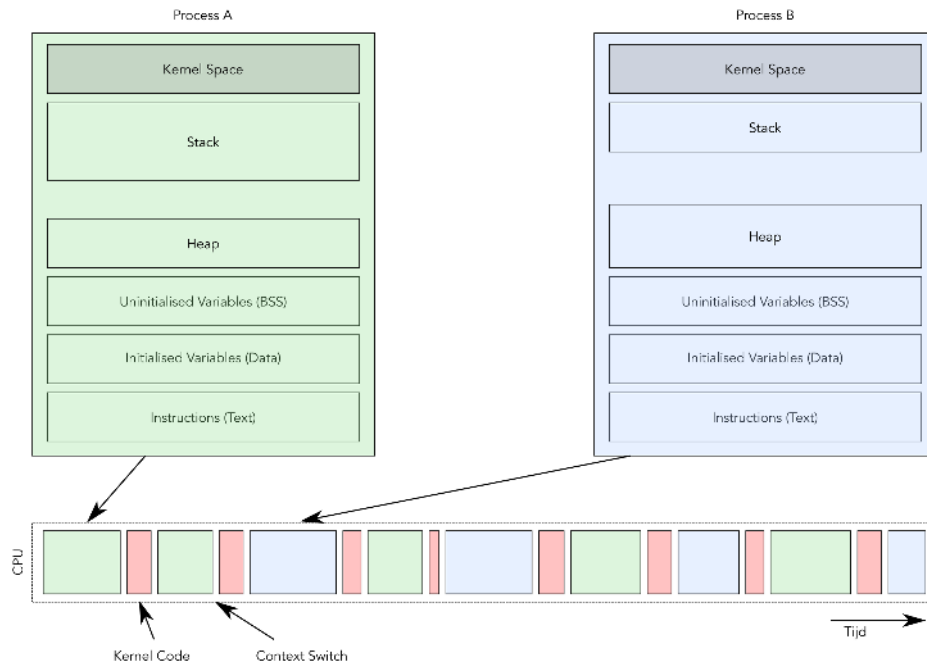 Process A
Process B
Kernel Space
Kernel Space
Stack
Stack
Heap
Heap
Uninitialised Variables (BSS)
Uninitialised Variables (BSS)
Initialised Variables (Data)
Initialised Variables (Data)
Instructions (Text)
Instructions (Text)
CPU
Kernel Code
Context Switch
Tijd